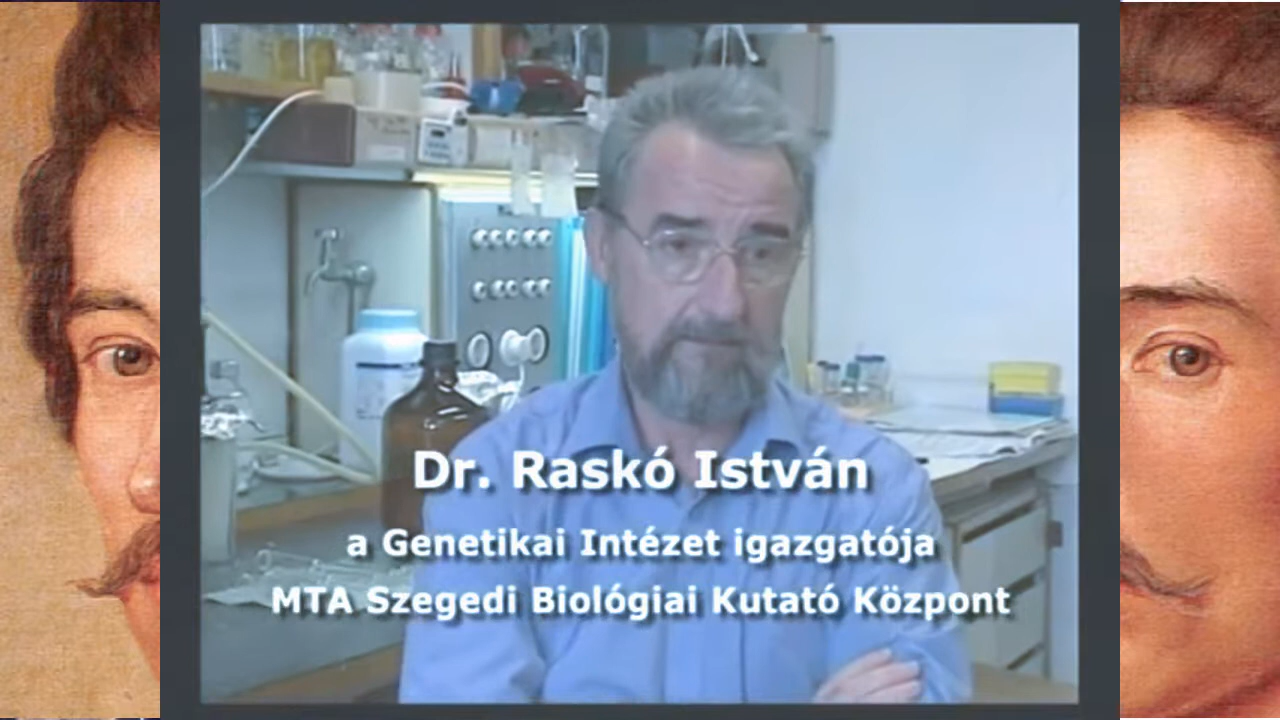 Dr. Raskó István
a Genetikai Intézet igazgatója
MTA Szegedi Biológiai Kutató Központ